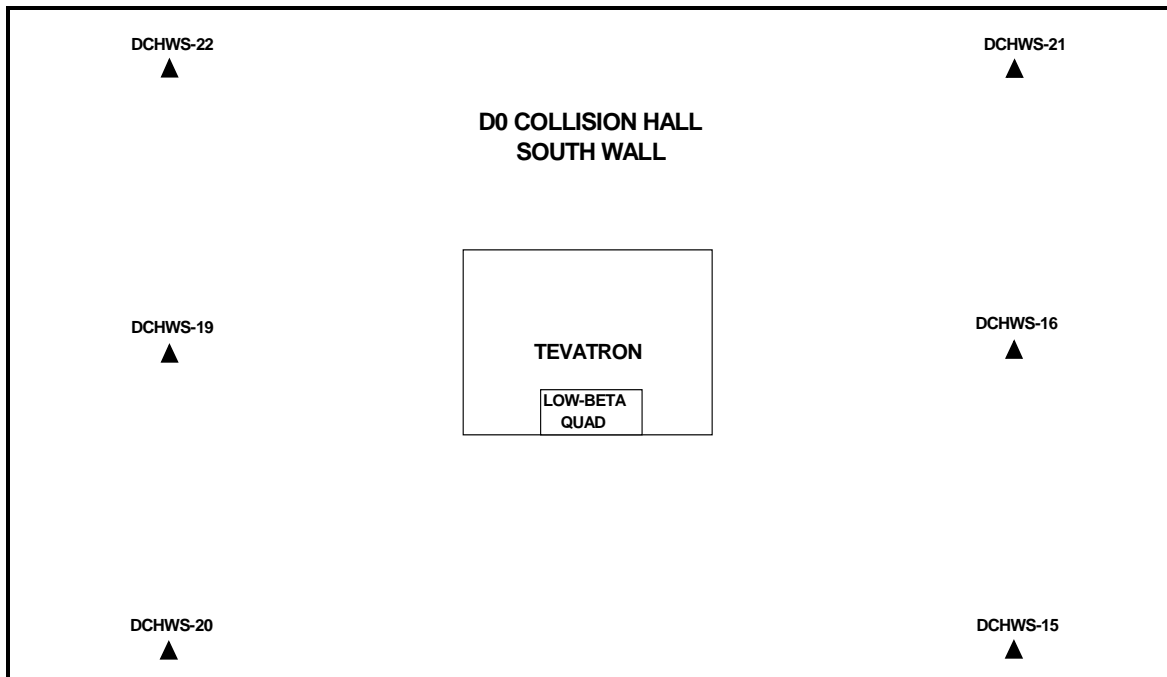 DCHWS-22
DCHWS-21
D0 COLLISION HALL
SOUTH WALL
DCHWS-19
DCHWS-16
TEVATRON
LOW-BETA
QUAD
DCHWS-20
DCHWS-15